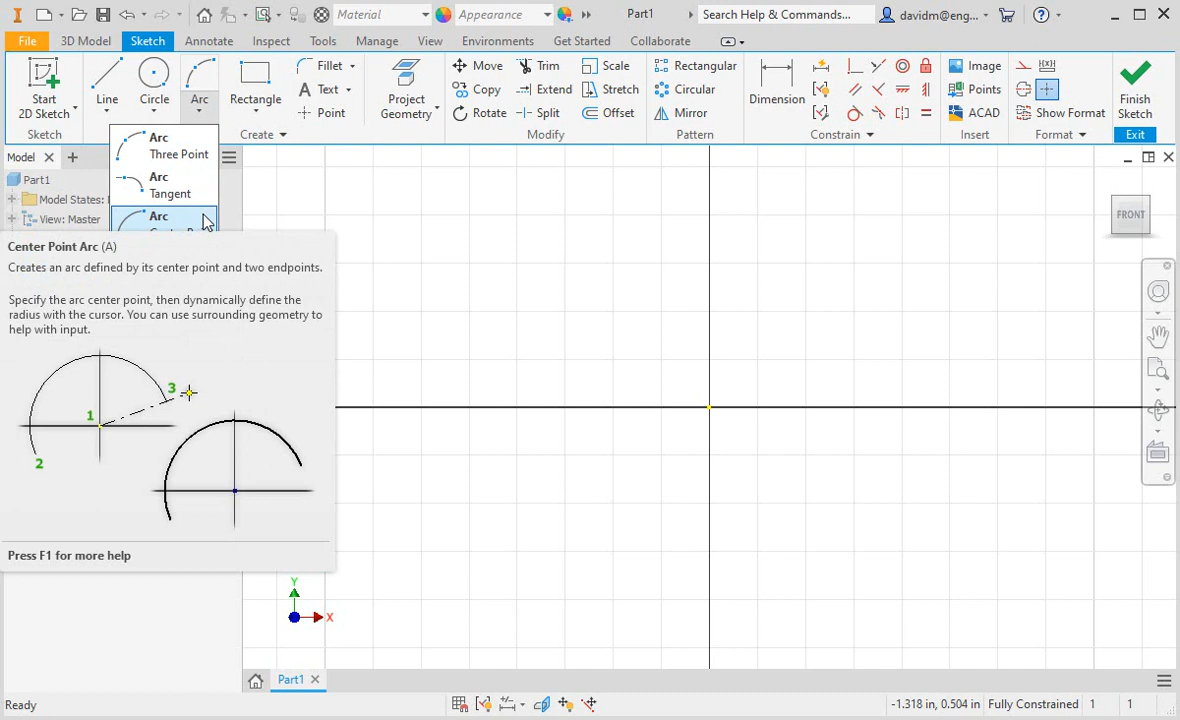 Material
Appearance
Part1
Search Help & Commands...
davidm@eng...
File
3D Model
Sketch
Annotate
Inspect
Tools
Manage
View
Environments
Get Started
Collaborate
Start
2D Sketch
Line
Circle
Arc
Rectangle
Fillet
Text
Point
Project
Geometry
Move
Copy
Rotate
Trim
Extend
Split
Scale
Stretch
Offset
Rectangular
Circular
Mirror
Dimension
Image
Points
ACAD
Show Format
Finish
Sketch
Sketch
Create
Modify
Pattern
Constrain
Insert
Format
Exit
Model
Part1
Model States:
View: Master
Arc
Three Point
Arc
Tangent
Arc
Center Point Arc (A)
Creates an arc defined by its center point and two endpoints.
Specify the arc center point, then dynamically define the
radius with the cursor. You can use surrounding geometry to
help with input.
1
2
3
Press F1 for more help
FRONT
Y
X
Part1
Ready
-1.318 in, 0.504 in
Fully Constrained
1
1